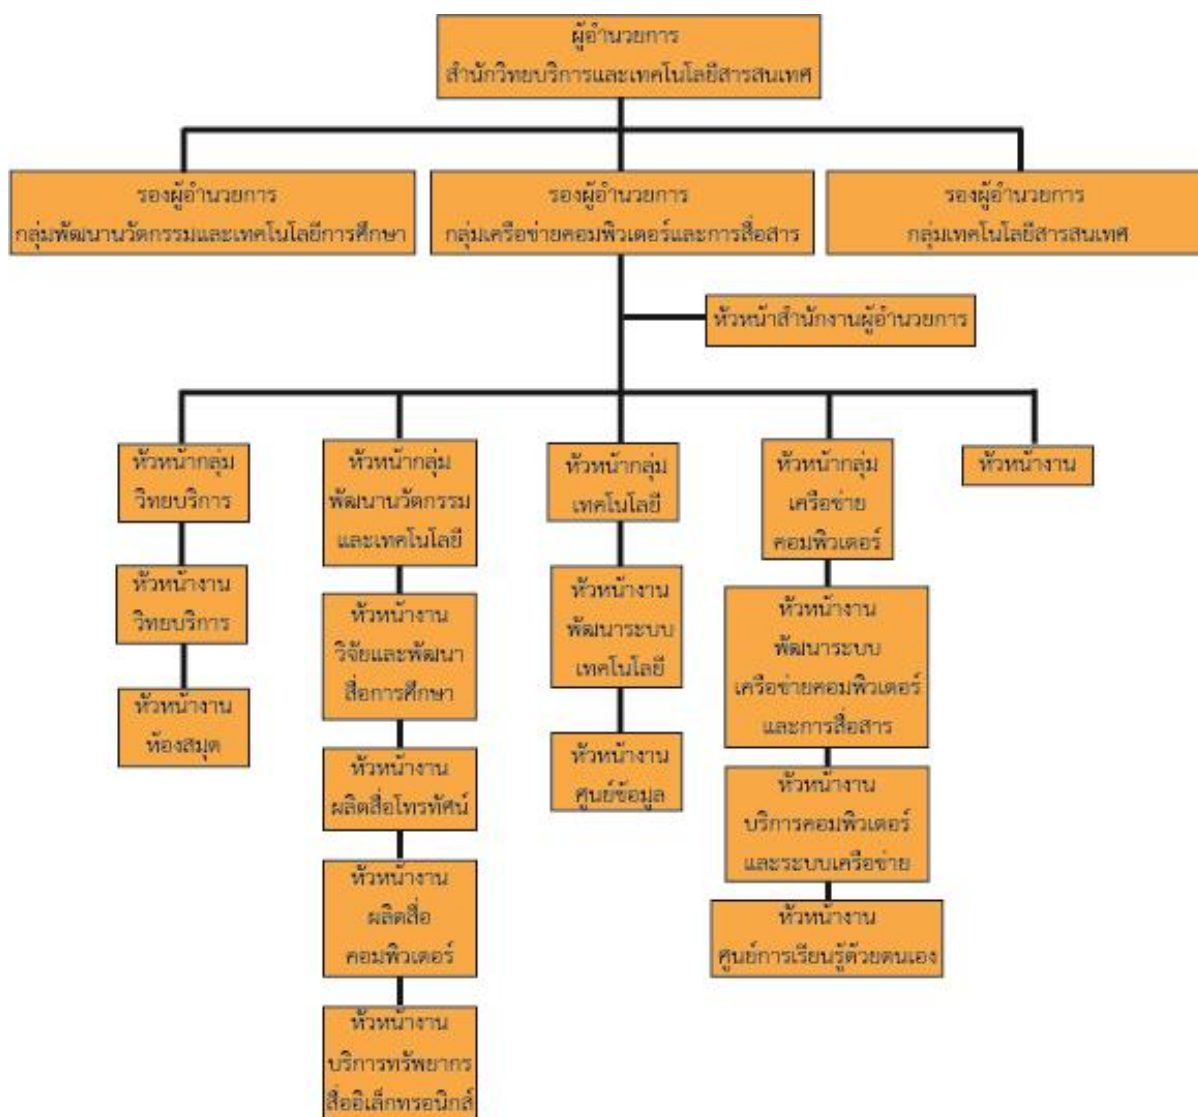 ผู้อำนวยการ
สำนักวิทยบริการและเทคโนโลยีสารสนเทศ
รองผู้อำนวยการ
กลุ่มพัฒนานวัตกรรมและเทคโนโลยีการศึกษา
รองผู้อำนวยการ
กลุ่มเครือข่ายคอมพิวเตอร์และการสื่อสาร
รองผู้อำนวยการ
กลุ่มเทคโนโลยีสารสนเทศ
หัวหน้าสำนักงานผู้อำนวยการ
หัวหน้ากลุ่ม
วิทยบริการ
หัวหน้างาน
วิทยบริการ
หัวหน้างาน
ห้องสมุด
หัวหน้ากลุ่ม
พัฒนานวัตกรรม
และเทคโนโลยี
หัวหน้างาน
วิจัยและพัฒนา
สื่อการศึกษา
หัวหน้างาน
ผลิตสื่อโทรทัศน์
หัวหน้างาน
ผลิตสื่อ
คอมพิวเตอร์
หัวหน้างาน
บริการทรัพยากร
สื่ออิเล็กทรอนิกส์
หัวหน้ากลุ่ม
เทคโนโลยี
หัวหน้างาน
พัฒนาระบบ
เทคโนโลยี
หัวหน้างาน
ศูนย์ข้อมูล
หัวหน้ากลุ่ม
เครือข่าย
คอมพิวเตอร์
หัวหน้างาน
พัฒนาระบบ
เครือข่ายคอมพิวเตอร์
และการสื่อสาร
หัวหน้างาน
บริการคอมพิวเตอร์
และระบบเครือข่าย
หัวหน้างาน
ศูนย์การเรียนรู้ด้วยตนเอง
หัวหน้างาน